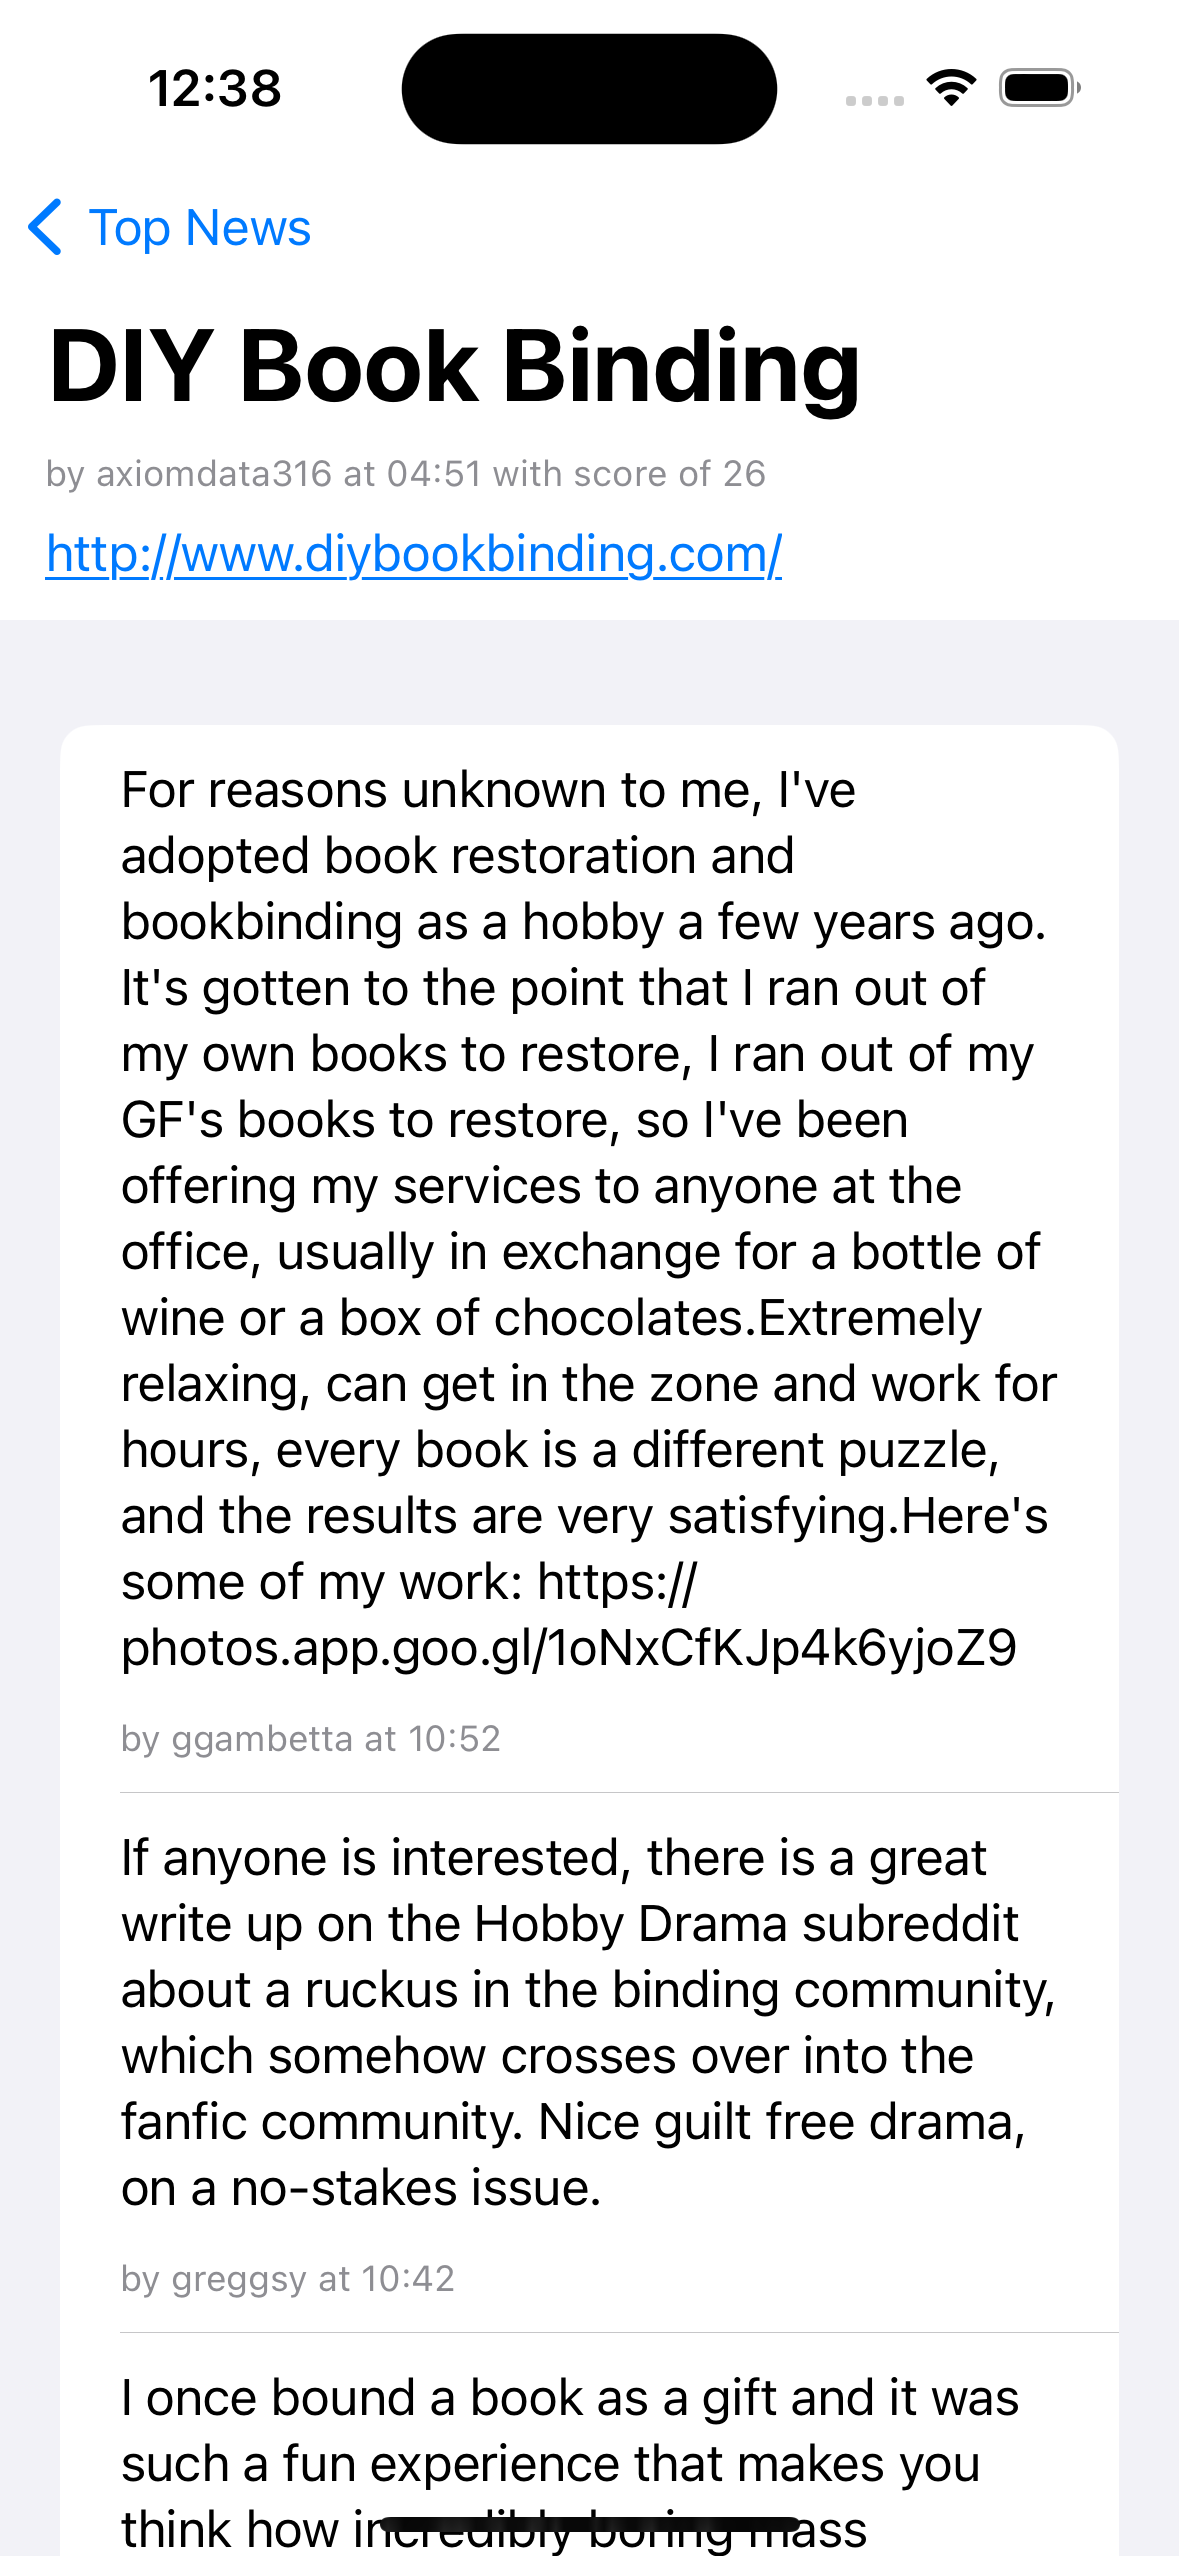 12:38
Top News
DIY Book Binding
by axiomdata316 at 04:51 with score of 26
http://www.diybookbinding.com/
For reasons unknown to me, I've
adopted book restoration and
bookbinding as a hobby a few years ago.
It's gotten to the point that I ran out of
my own books to restore, I ran out of my
GF's books to restore, so I've been
offering my services to anyone at the
office, usually in exchange for a bottle of
wine or a box of chocolates.Extremely
relaxing, can get in the zone and work for
hours, every book is a different puzzle,
and the results are very satisfying.Here's
some of my work: https://
photos.app.goo.gl/1oNxCfKJp4k6yjoZ9
by ggambetta at 10:52
If anyone is interested, there is a great
write up on the Hobby Drama subreddit
about a ruckus in the binding community,
which somehow crosses over into the
fanfic community. Nice guilt free drama,
on a no-stakes issue.
by greggsy at 10:42
I once bound a book as a gift and it was
such a fun experience that makes you
think how incredibly boring mass